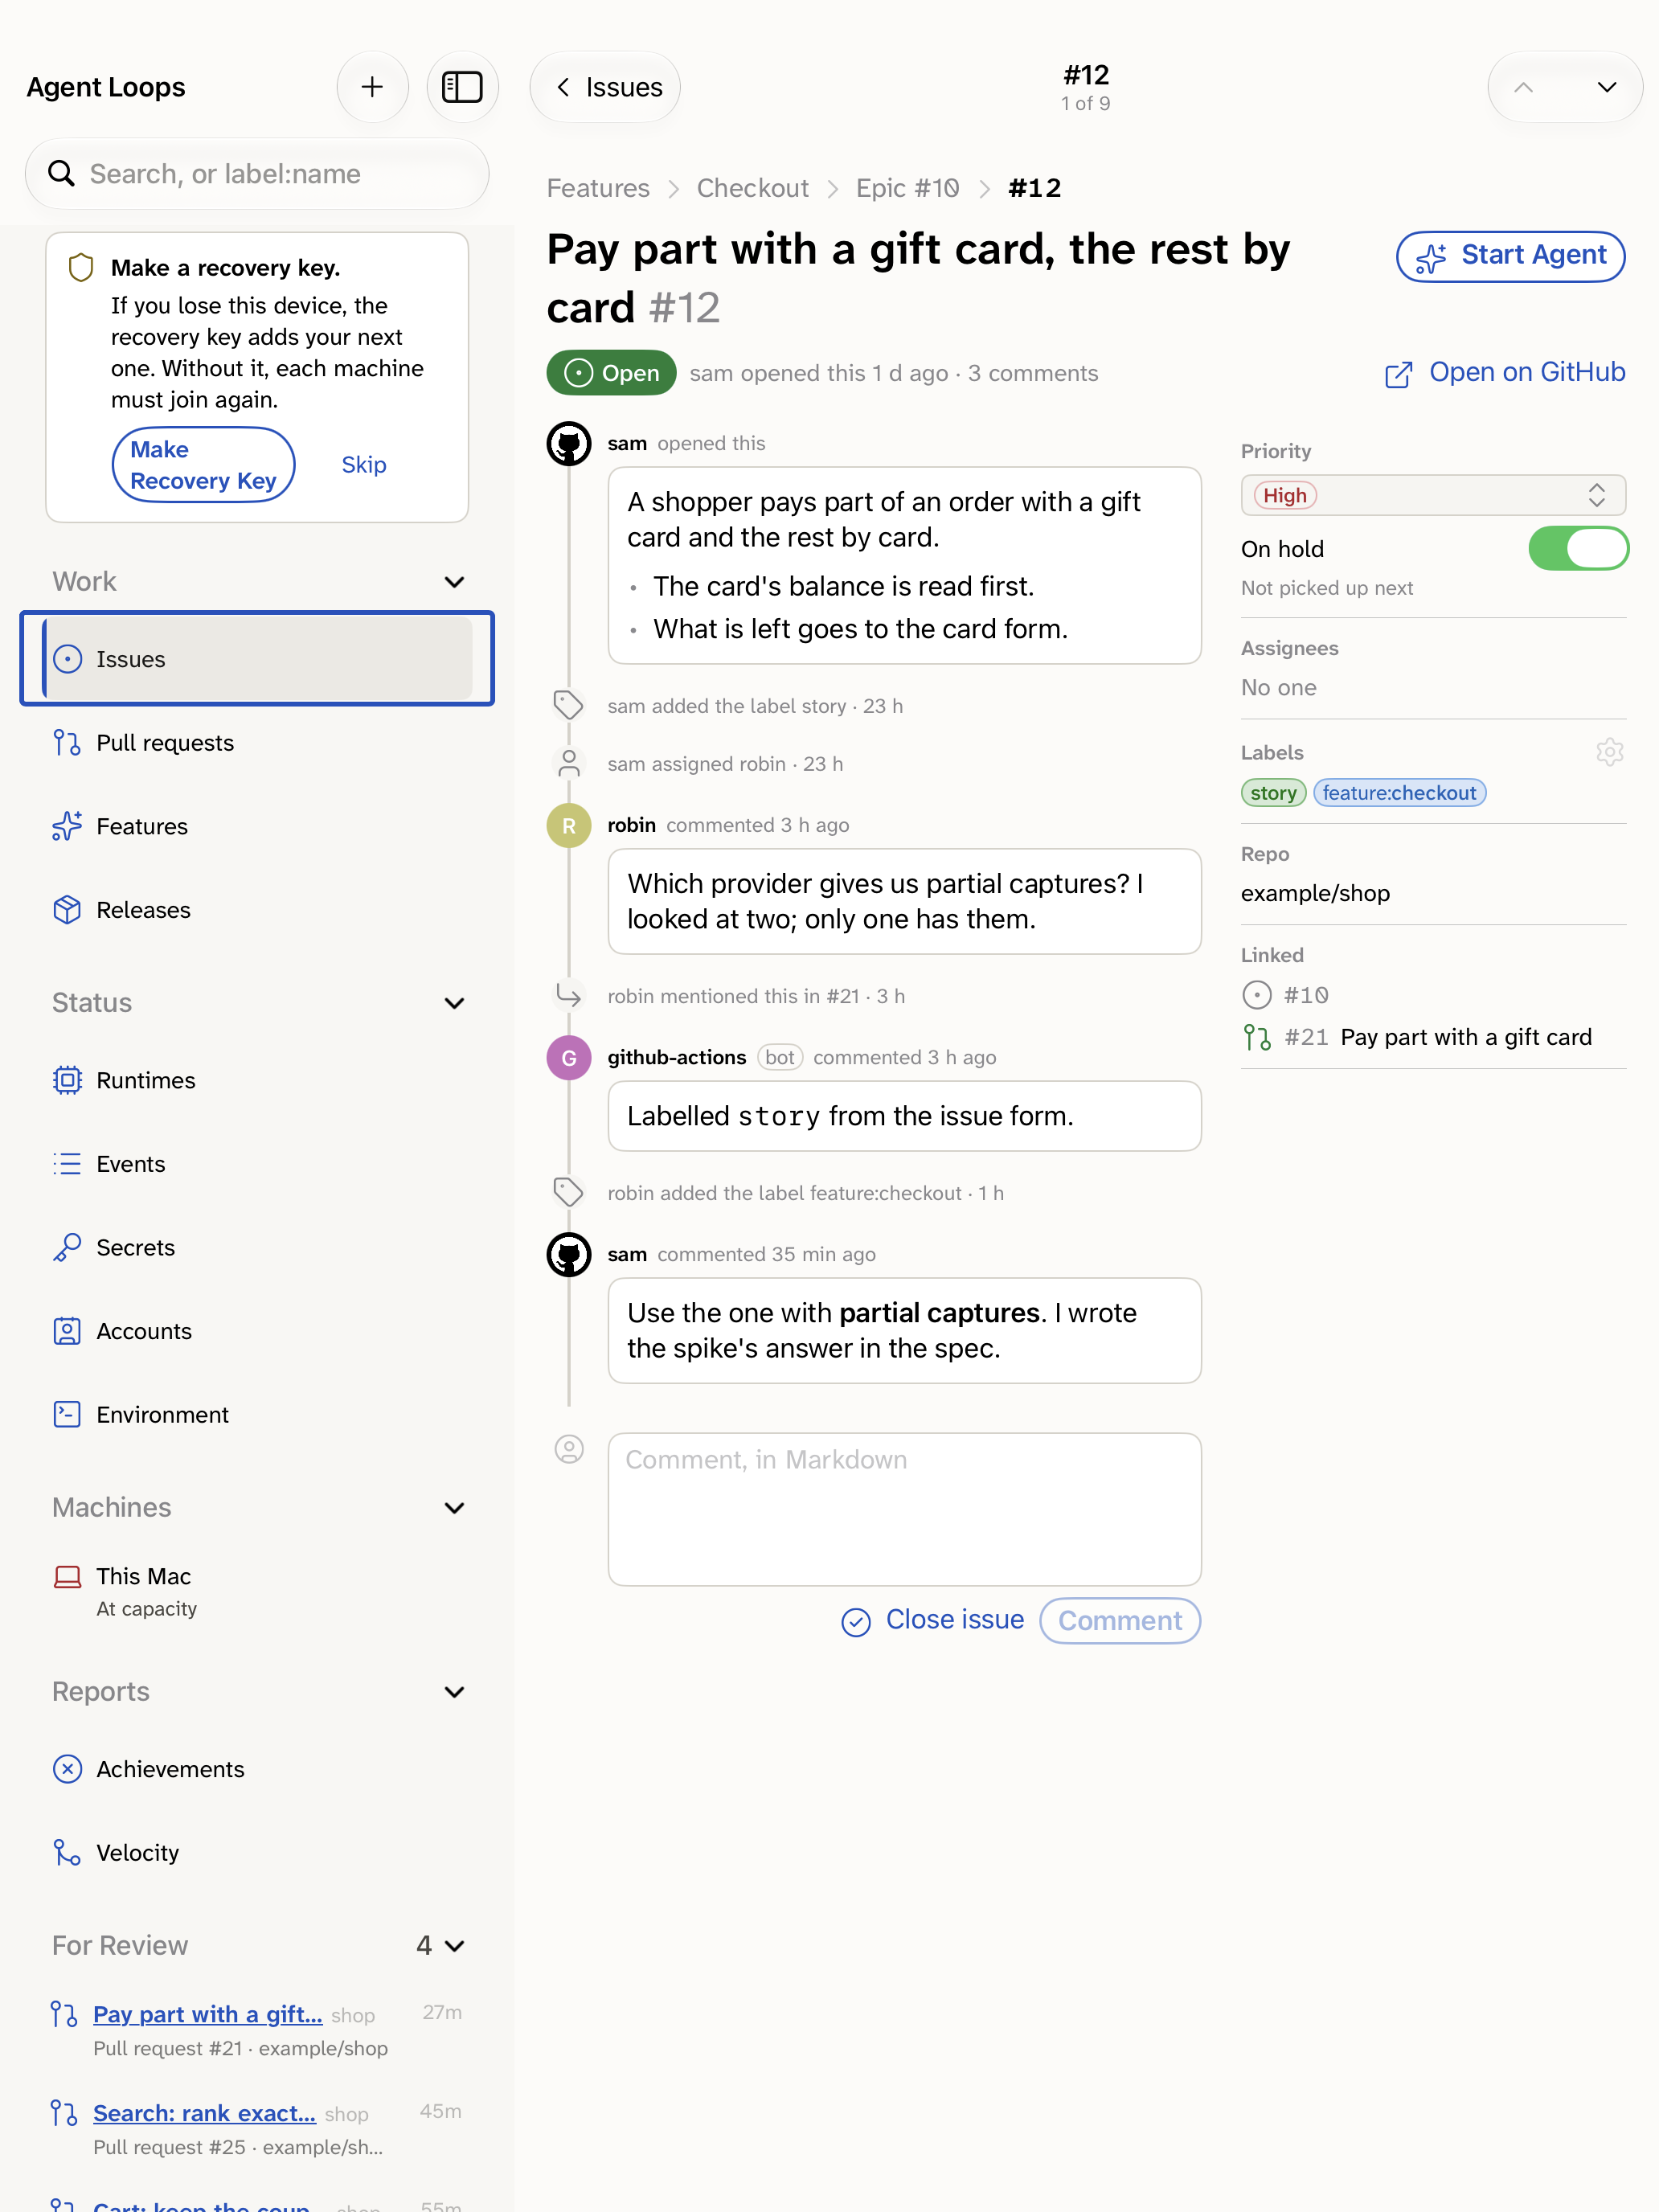 Agent Loops
Issues
#12
1 of 9
Search, or label:name
Make a recovery key.
If you lose this device, the
recovery key adds your next
one. Without it, each machine
must join again.
Make
Recovery Key
Skip
Work
Issues
Pull requests
Features
Releases
Status
Runtimes
Events
Secrets
Accounts
Environment
Machines
This Mac
At capacity
Reports
Achievements
Velocity
For Review 4
Pay part with a gift... shop 27m
Pull request #21 · example/shop
Search: rank exact... shop 45m
Pull request #25 · example/sh...
Cart: keep the coup... shop 55m
Features > Checkout > Epic #10 > #12
Pay part with a gift card, the rest by
card #12
Start Agent
Open sam opened this 1 d ago · 3 comments
Open on GitHub
sam opened this
A shopper pays part of an order with a gift
card and the rest by card.
• The card's balance is read first.
• What is left goes to the card form.
sam added the label story · 23 h
sam assigned robin · 23 h
R robin commented 3 h ago
Which provider gives us partial captures? I
looked at two; only one has them.
robin mentioned this in #21 · 3 h
G github-actions bot commented 3 h ago
Labelled story from the issue form.
robin added the label feature:checkout · 1 h
sam commented 35 min ago
Use the one with partial captures. I wrote
the spike's answer in the spec.
Comment, in Markdown
Close issue Comment
Priority
High
On hold
Not picked up next
Assignees
No one
Labels
story feature:checkout
Repo
example/shop
Linked
#10
#21 Pay part with a gift card